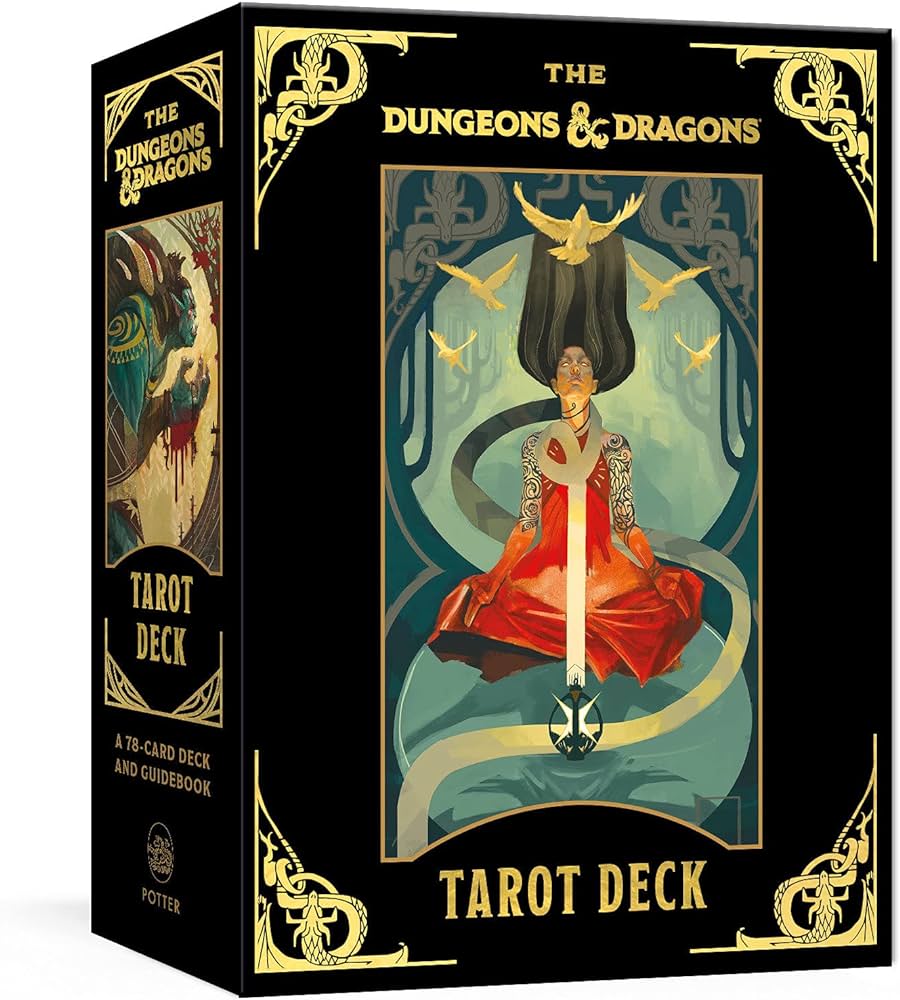 THE
DUNGEONS & DRAGONS
TAROT DECK
THE
DUNGEONS
& DRAGONS
TAROT
DECK
A 78-CARD DECK
AND GUIDEBOOK
POTTER